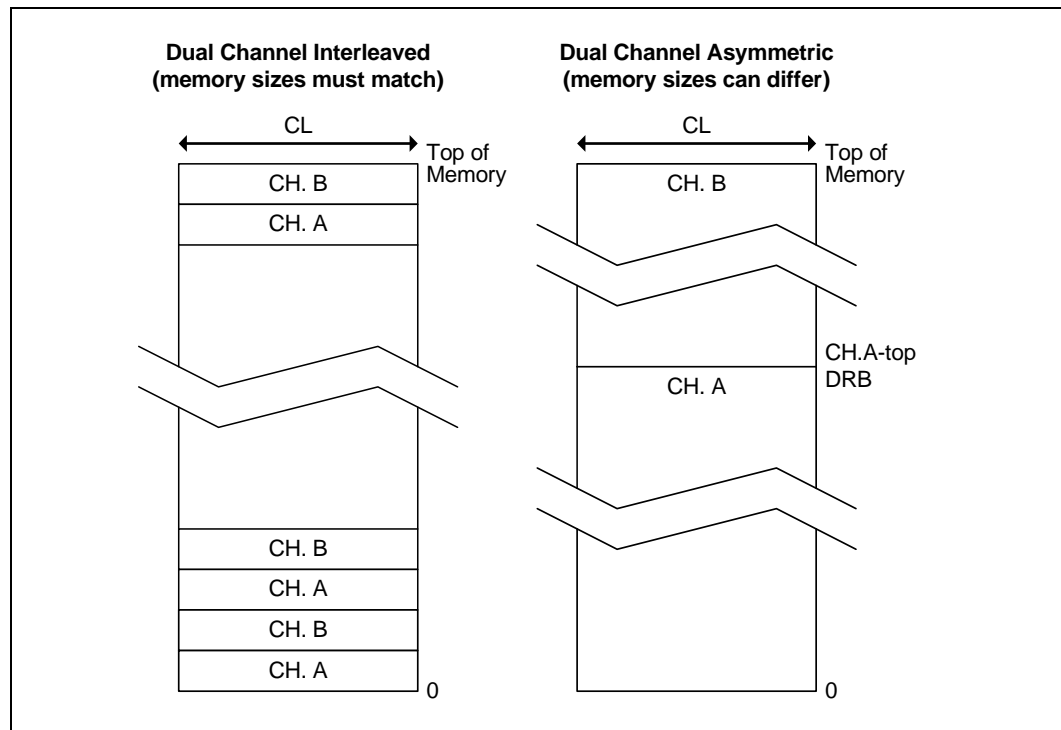 Dual Channel Interleaved
(memory sizes must match)
CL
Top of
Memory
CH. B
CH. A
CH. B
CH. A
CH. B
CH. A
0
Dual Channel Asymmetric
(memory sizes can differ)
CL
Top of
Memory
CH. B
CH.A-top
DRB
CH. A
0